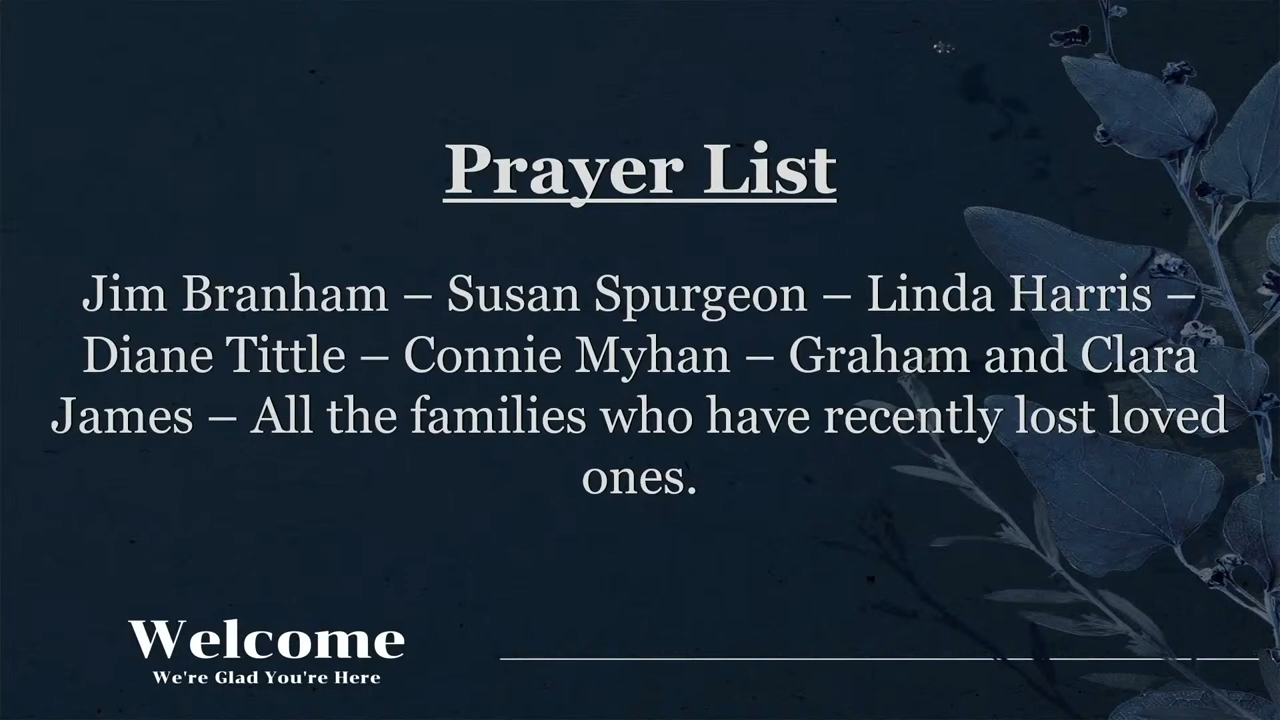 Prayer List
Jim Branham – Susan Spurgeon – Linda Harris –
Diane Tittle – Connie Myhan – Graham and Clara
James – All the families who have recently lost loved
ones.
Welcome
We're Glad You're Here